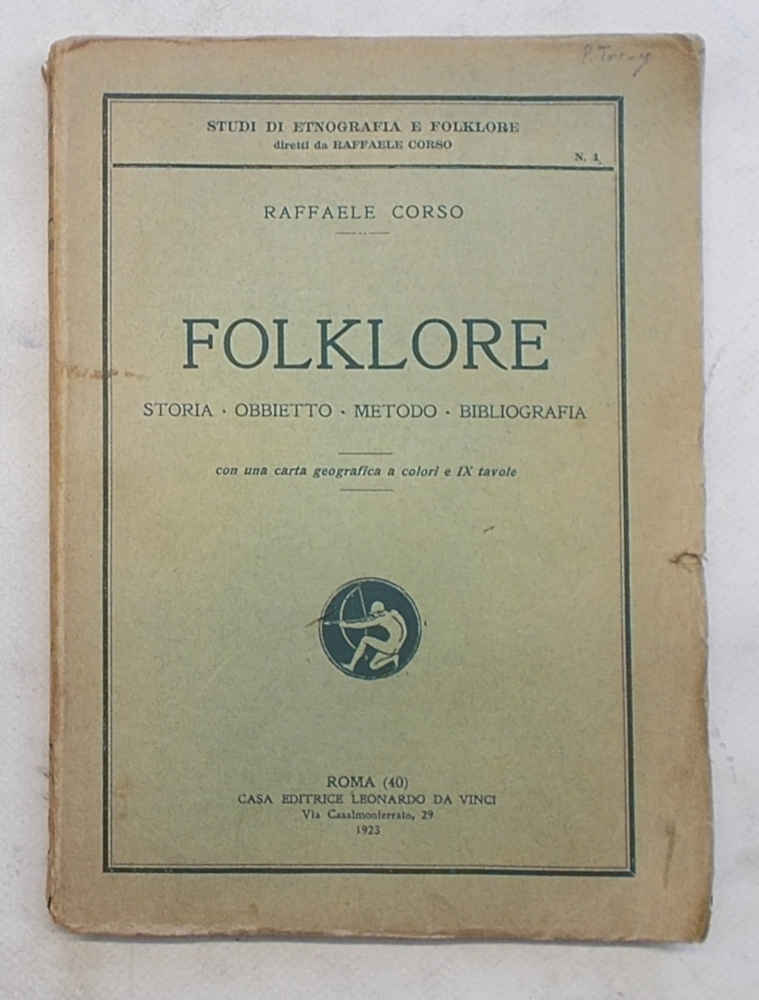 STUDI DI ETNOGRAFIA E FOLKLORE
diretti da RAFFAELE CORSO
N. 1
RAFFAELE CORSO
FOLKLORE
STORIA · OBBIETTO · METODO · BIBLIOGRAFIA
con una carta geografica a colori e IX tavole
ROMA (40)
CASA EDITRICE LEONARDO DA VINCI
Via Casalmonferrato, 29
1923